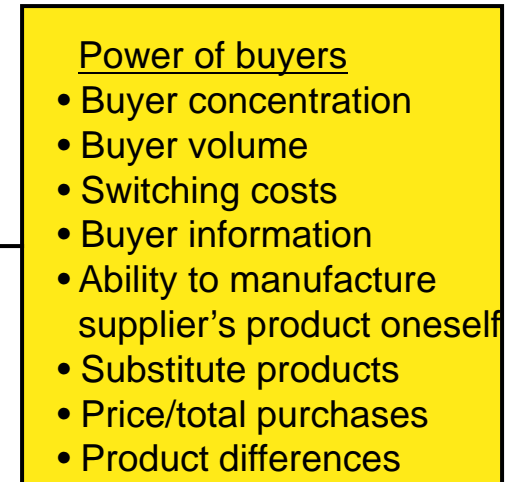 Power of buyers
• Buyer concentration
• Buyer volume
• Switching costs
• Buyer information
• Ability to manufacture
supplier’s product oneself
• Substitute products
• Price/total purchases
• Product differences